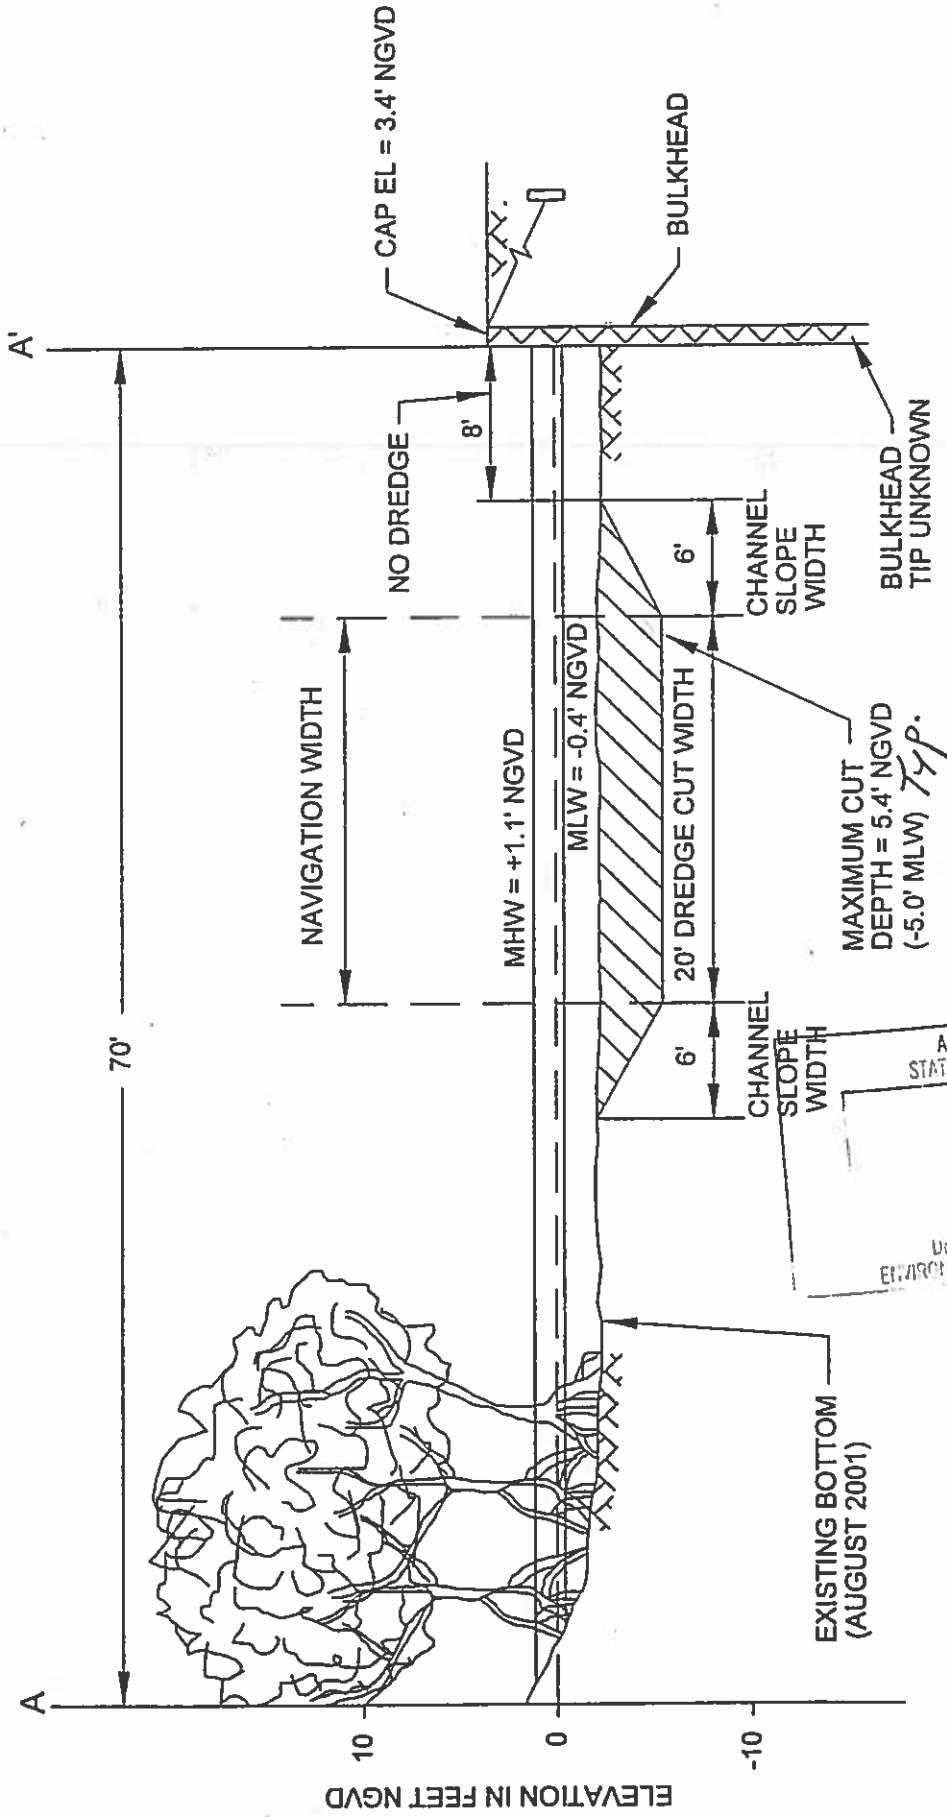 A
A'
70'
CAP EL = 3.4' NGVD
NO DREDGE
8'
NAVIGATION WIDTH
MHW = +1.1' NGVD
MLW = -0.4' NGVD
BULKHEAD
10
0
-10
ELEVATION IN FEET NGVD
6'
CHANNEL
SLOPE
WIDTH
20' DREDGE CUT WIDTH
6'
CHANNEL
SLOPE
WIDTH
EXISTING BOTTOM
(AUGUST 2001)
MAXIMUM CUT
DEPTH = 5.4' NGVD
(-5.0' MLW) Typ.
BULKHEAD
TIP UNKNOWN